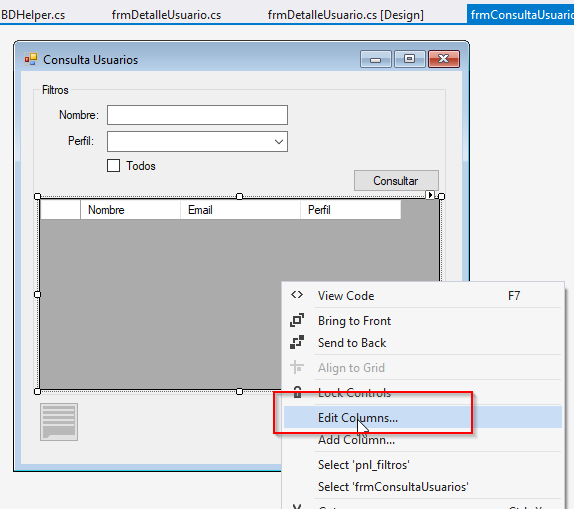 BDHelper.cs frmDetalleUsuario.cs frmDetalleUsuario.cs [Design] frmConsultaUsuario
Consulta Usuarios
Filtros
Nombre:
Perfil:
Todos
Consultar
Nombre Email Perfil
View Code F7
Bring to Front
Send to Back
Align to Grid
Lock Controls
Edit Columns...
Add Column...
Select 'pnl_filtros'
Select 'frmConsultaUsuarios'